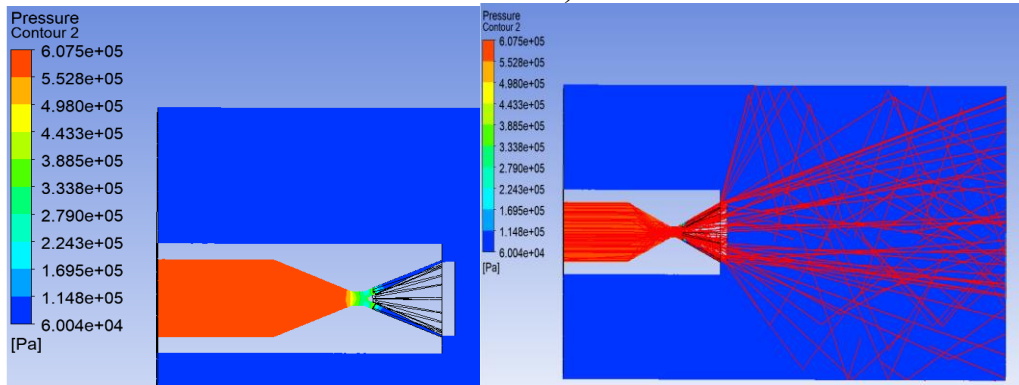 Pressure
Contour 2
6.075e+05
5.528e+05
4.980e+05
4.433e+05
3.885e+05
3.338e+05
2.790e+05
2.243e+05
1.695e+05
1.148e+05
6.004e+04
[Pa]
Pressure
Contour 2
6.075e+05
5.528e+05
4.980e+05
4.433e+05
3.885e+05
3.338e+05
2.790e+05
2.243e+05
1.695e+05
1.148e+05
6.004e+04
[Pa]